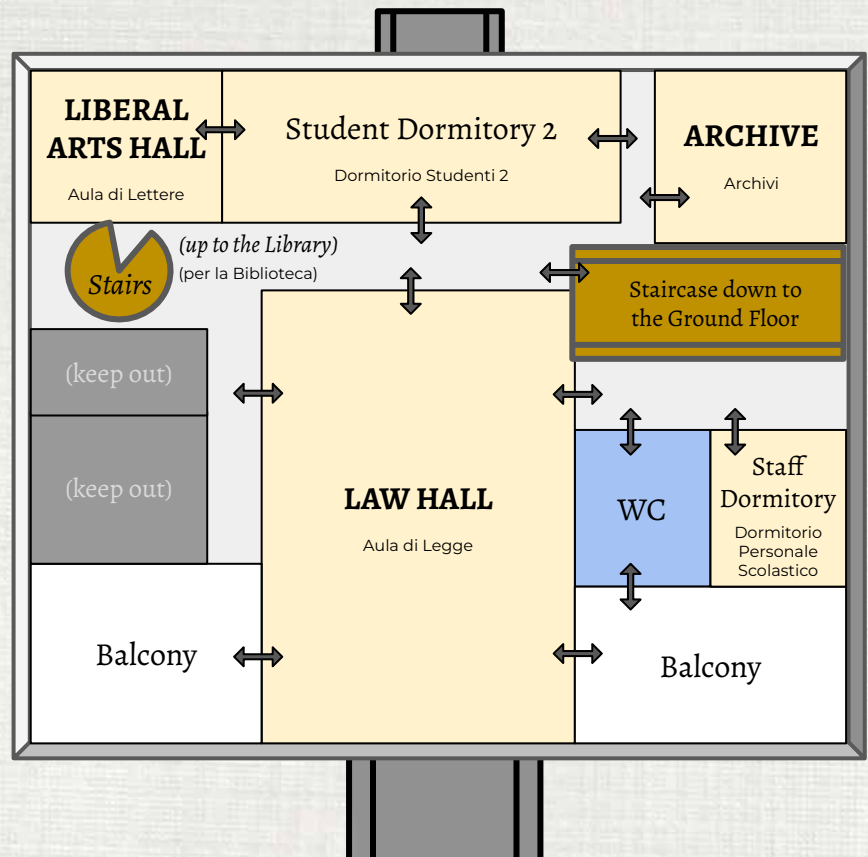 LIBERAL
ARTS HALL
Aula di Lettere
Student Dormitory 2
Dormitorio Studenti 2
ARCHIVE
Archivi
Stairs
(up to the Library)
(per la Biblioteca)
Staircase down to
the Ground Floor
(keep out)
(keep out)
LAW HALL
Aula di Legge
WC
Staff
Dormitory
Dormitorio
Personale
Scolastico
Balcony
Balcony